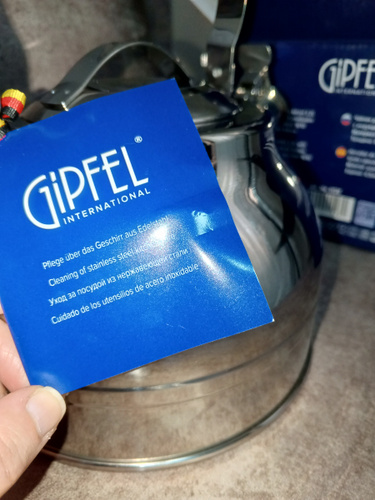 GiPFEL®
INTERNATIONAL
Pflege über das Geschirr aus Edelstahl
Cleaning of stainless steel
Уход за посудой из нержавеющей стали
Cuidado de los utensilios de acero inoxidable
GiPFEL
INTERNATIONAL